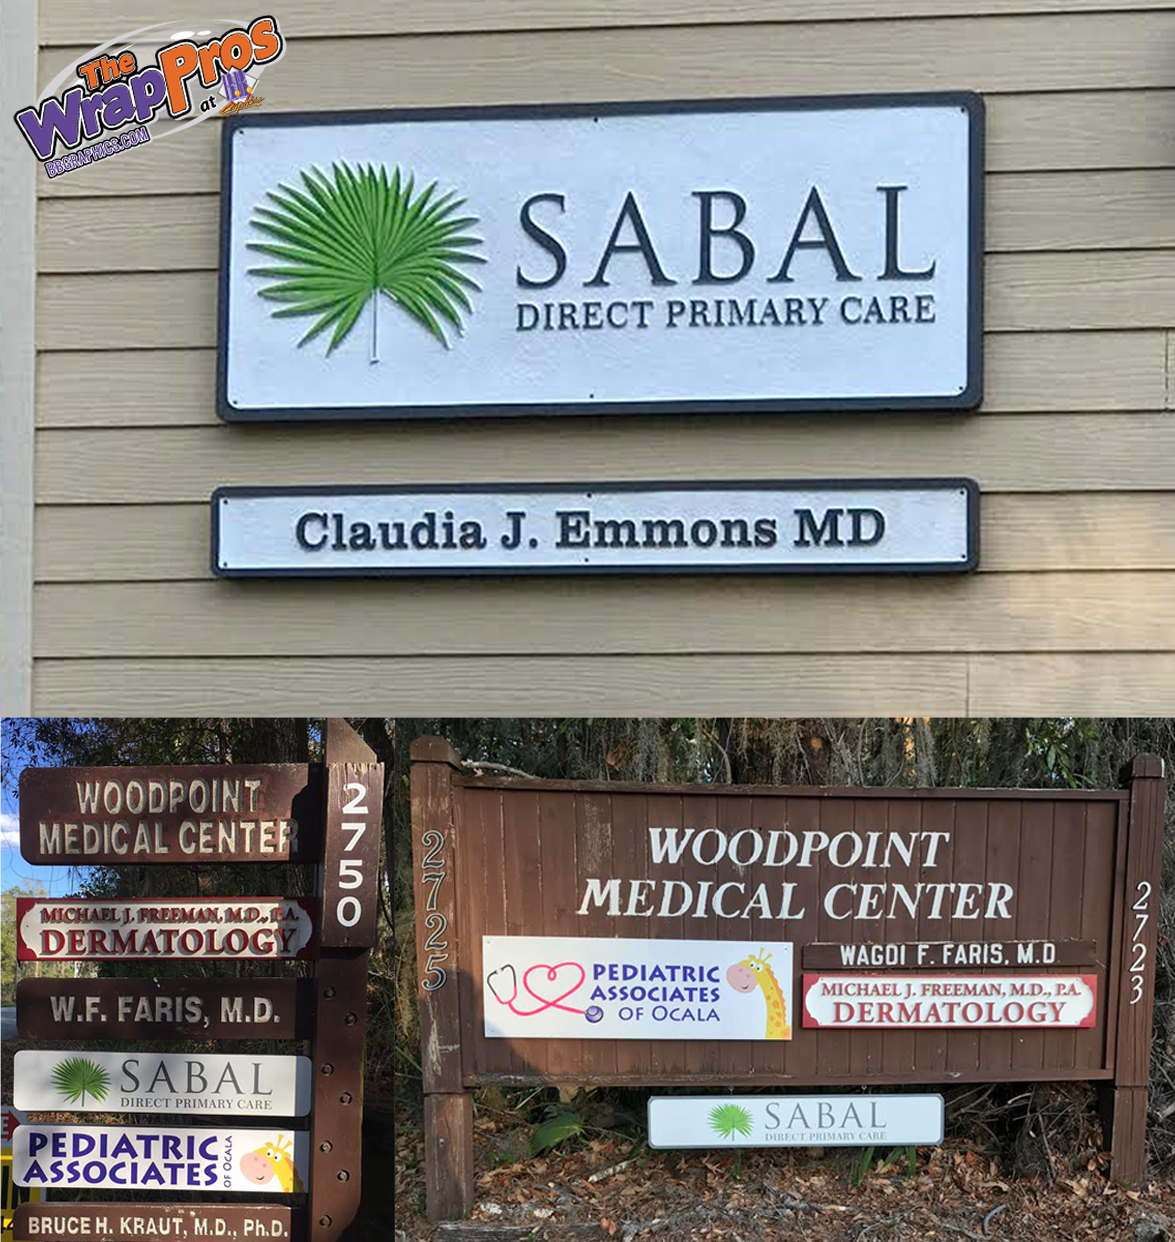 The
WrapPros
at
BBGRAPHICS.COM
SABAL
DIRECT PRIMARY CARE
Claudia J. Emmons MD
WOODPOINT
MEDICAL CENTER
2750
MICHAEL J. FREEMAN, M.D., P.A.
DERMATOLOGY
W.F. FARIS, M.D.
SABAL
DIRECT PRIMARY CARE
PEDIATRIC
ASSOCIATES
OF OCALA
BRUCE H. KRAUT, M.D., Ph.D.
2725
WOODPOINT
MEDICAL CENTER
2723
PEDIATRIC
ASSOCIATES
OF OCALA
WAGDI F. FARIS, M.D
MICHAEL J. FREEMAN, M.D., P.A.
DERMATOLOGY
SABAL
DIRECT PRIMARY CARE